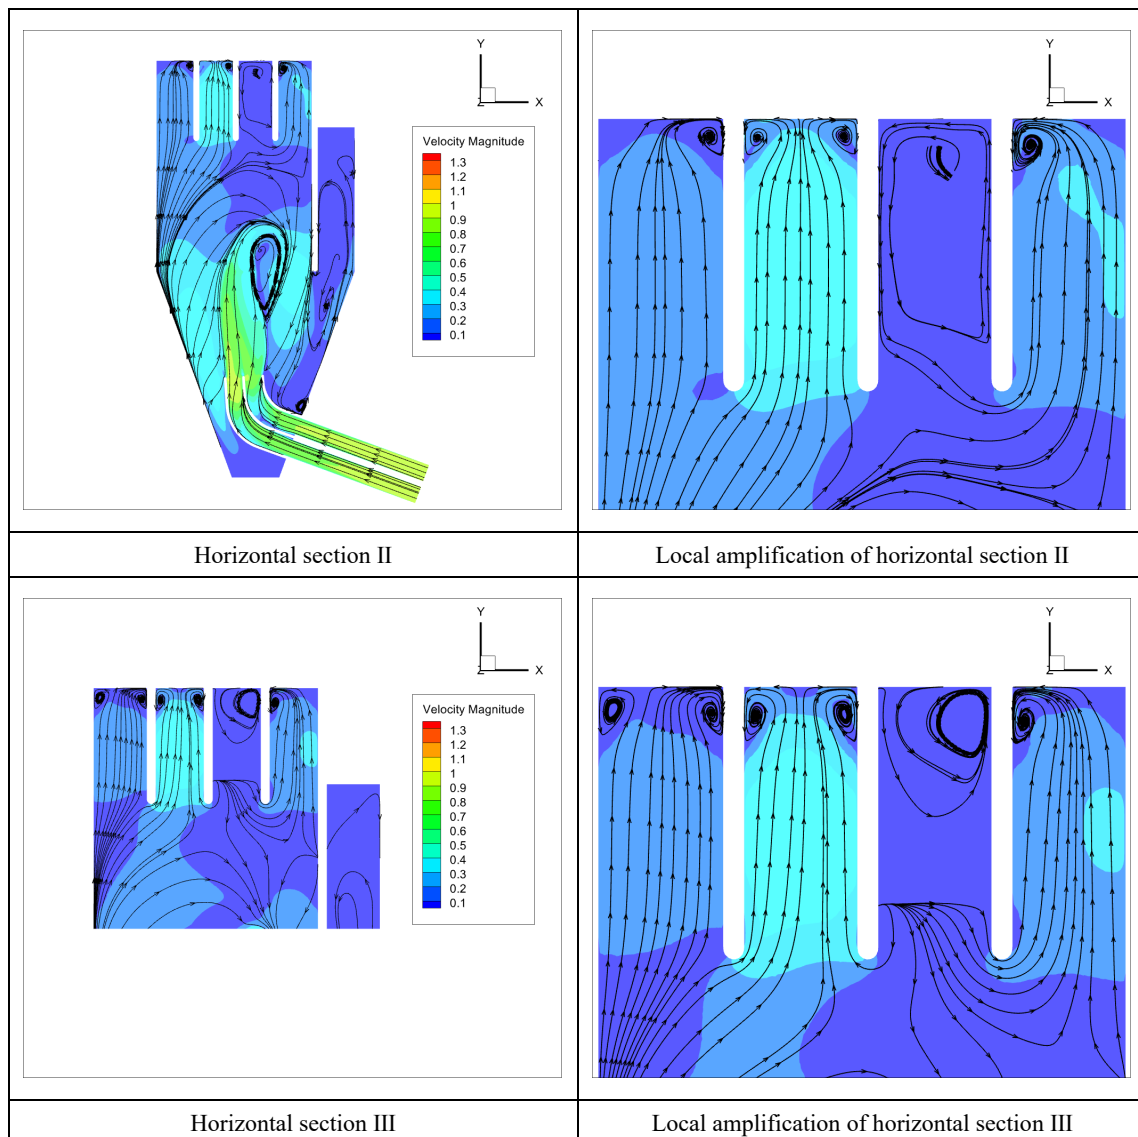 Y
Z
X
Velocity Magnitude
1.3
1.2
1.1
1
0.9
0.8
0.7
0.6
0.5
0.4
0.3
0.2
0.1
Y
Z
X
Horizontal section II
Local amplification of horizontal section II
Y
Z
X
Velocity Magnitude
1.3
1.2
1.1
1
0.9
0.8
0.7
0.6
0.5
0.4
0.3
0.2
0.1
Y
Z
X
Horizontal section III
Local amplification of horizontal section III